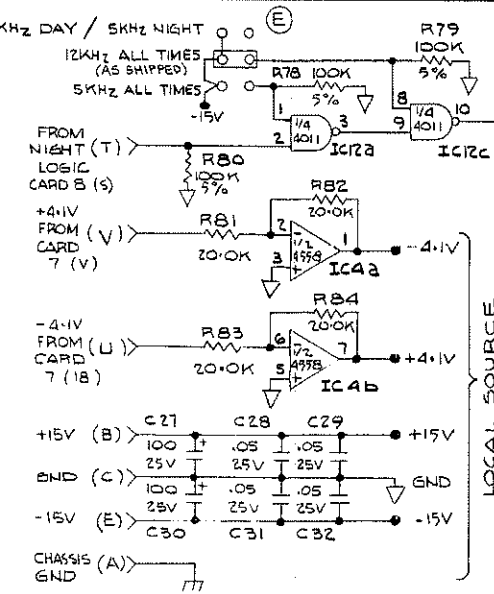 KHz DAY / 5KHz NIGHT
E
12KHz ALL TIMES
(AS SHIPPED)
5KHz ALL TIMES
-15V
R78 100K
5%
R79
100K
5%
1
2
1/4
4011
3
IC12a
8
9
1/4
4011
10
IC12c
FROM
NIGHT (T)
LOGIC
CARD 8 (S)
R80
100K
5%
+4.1V
FROM (V)
CARD
7 (V)
R81
20.0K
R82
20.0K
2
3
-
+
1/2
4558
1
IC4a
-4.1V
-4.1V
FROM (U)
CARD
7 (18)
R83
20.0K
R84
20.0K
6
5
-
+
1/2
4558
7
IC4b
+4.1V
LOCAL SOURCE
+15V (B)
C27
100
25V
+
C28
.05
25V
C29
.05
25V
+15V
GND (C)
GND
100
25V
+
.05
25V
.05
25V
-15V (E)
C30
C31
C32
-15V
CHASSIS (A)
GND